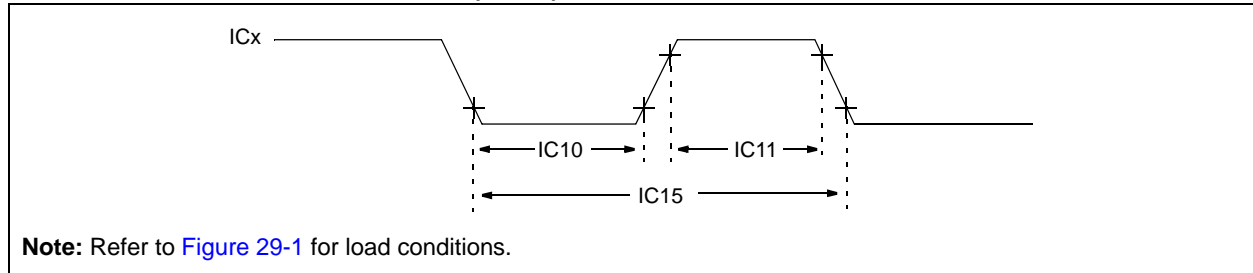 ICx
IC10
IC11
IC15
Note: Refer to Figure 29-1 for load conditions.